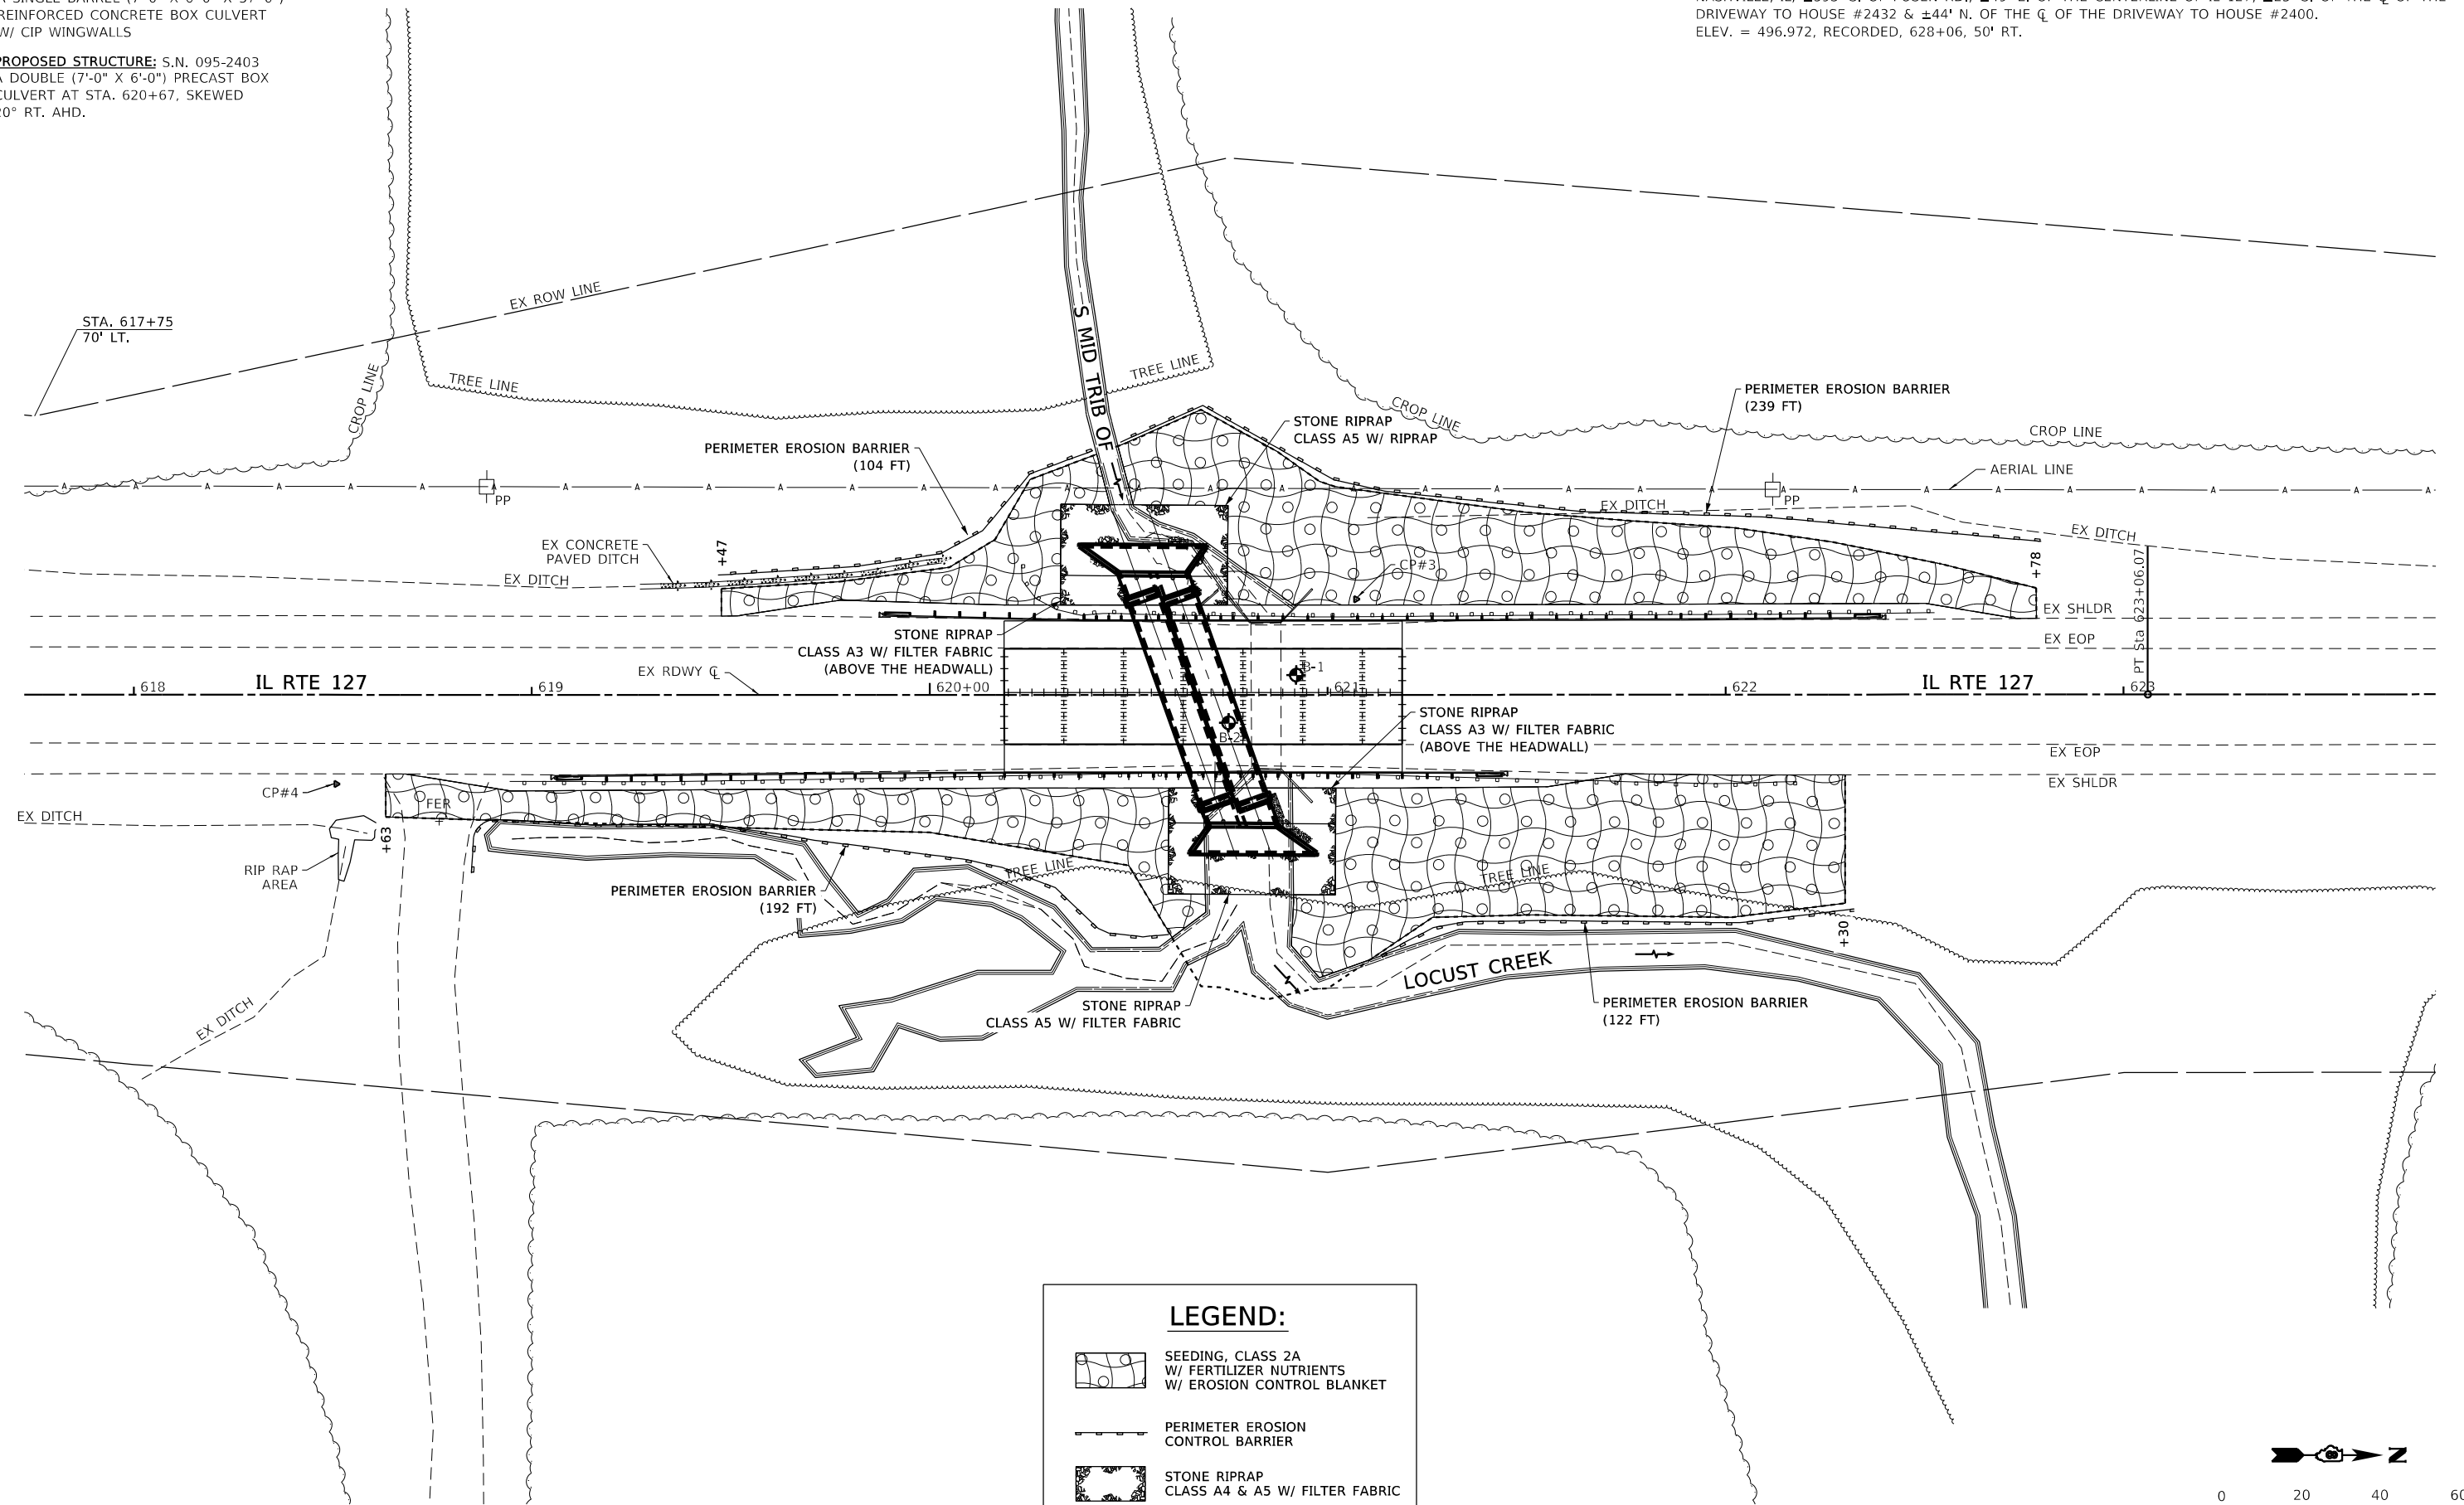 REINFORCED CONCRETE BOX CULVERT
W/ CIP WINGWALLS
PROPOSED STRUCTURE: S.N. 095-2403
A DOUBLE (7'-0" X 6'-0") PRECAST BOX
CULVERT AT STA. 620+67, SKEWED
20° RT. AHD.
DRIVEWAY TO HOUSE #2432 & ±44' N. OF THE ℄ OF THE DRIVEWAY TO HOUSE #2400.
ELEV. = 496.972, RECORDED, 628+06, 50' RT.
EX ROW LINE
STA. 617+75
70' LT.
S MID TRIB OF
CROP LINE
TREE LINE
TREE LINE
PERIMETER EROSION BARRIER
(239 FT)
CROP LINE
STONE RIPRAP
CLASS A5 W/ RIPRAP
CROP LINE
PERIMETER EROSION BARRIER
(104 FT)
AERIAL LINE
A A A A A A A A A A A A A A A A A A A A A A A A A A A A A A A A A A
PP
PP
EX DITCH
EX DITCH
EX CONCRETE
PAVED DITCH
+47
EX DITCH
CP#3
+78
PT Sta 623+06.07
EX SHLDR
STONE RIPRAP
CLASS A3 W/ FILTER FABRIC
(ABOVE THE HEADWALL)
EX EOP
EX RDWY ℄
B-1
618
IL RTE 127
619
620+00
621
622
IL RTE 127
623
STONE RIPRAP
CLASS A3 W/ FILTER FABRIC
(ABOVE THE HEADWALL)
B-2
EX EOP
EX SHLDR
CP#4
FER
EX DITCH
+63
RIP RAP
AREA
TREE LINE
TREE LINE
PERIMETER EROSION BARRIER
(192 FT)
+30
LOCUST CREEK
EX DITCH
STONE RIPRAP
CLASS A5 W/ FILTER FABRIC
PERIMETER EROSION BARRIER
(122 FT)
LEGEND:
SEEDING, CLASS 2A
W/ FERTILIZER NUTRIENTS
W/ EROSION CONTROL BLANKET
PERIMETER EROSION
CONTROL BARRIER
STONE RIPRAP
CLASS A4 & A5 W/ FILTER FABRIC
N
0 20 40 60